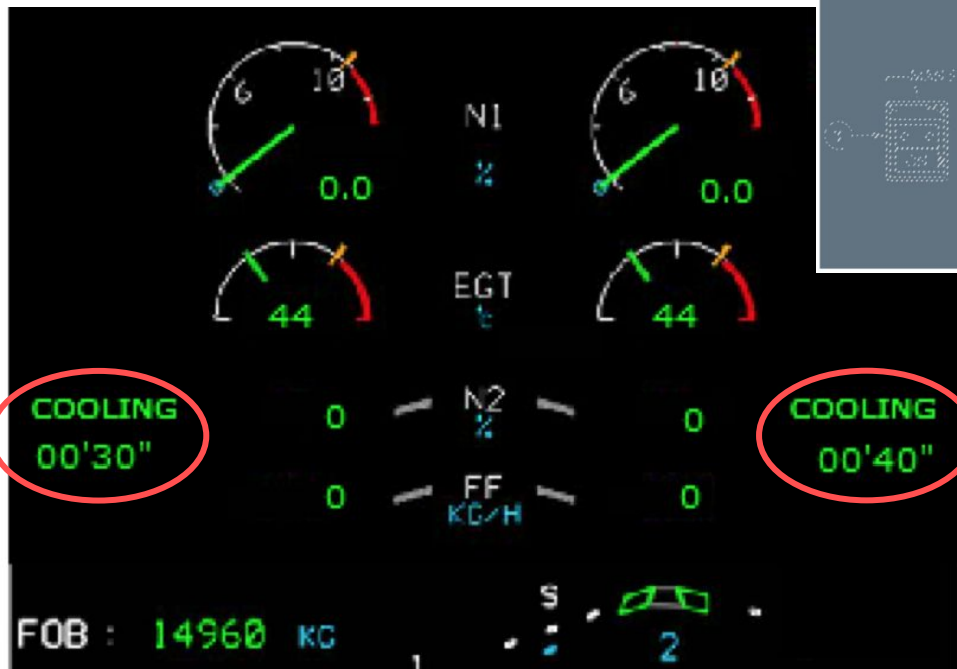 6 10 N1 6 10
% 
0.0 0.0
EGT
44 °C 44
COOLING 0 N2 0 COOLING
00'30" % 00'40"
0 FF 0
KG/H
S
FOB : 14960 KG 2